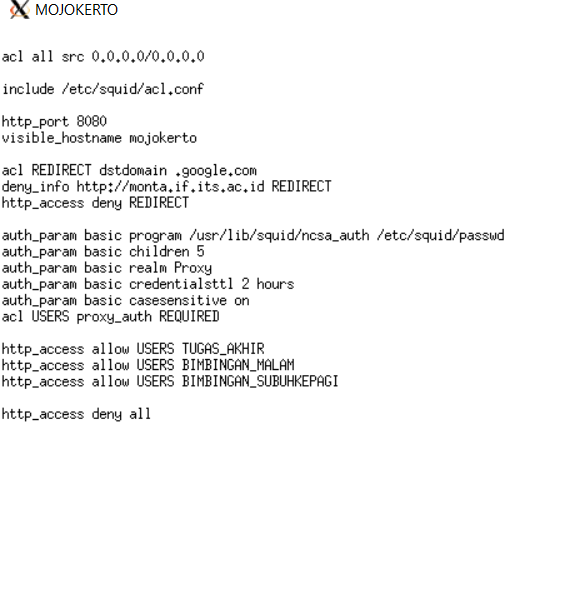 MOJOKERTO
acl all src 0.0.0.0/0.0.0.0
include /etc/squid/acl.conf
http_port 8080
visible_hostname mojokerto
acl REDIRECT dstdomain .google.com
deny_info http://monta.if.its.ac.id REDIRECT
http_access deny REDIRECT
auth_param basic program /usr/lib/squid/ncsa_auth /etc/squid/passwd
auth_param basic children 5
auth_param basic realm Proxy
auth_param basic credentialsttl 2 hours
auth_param basic casesensitive on
acl USERS proxy_auth REQUIRED
http_access allow USERS TUGAS_AKHIR
http_access allow USERS BIMBINGAN_MALAM
http_access allow USERS BIMBINGAN_SUBUHKEPAGI
http_access deny all